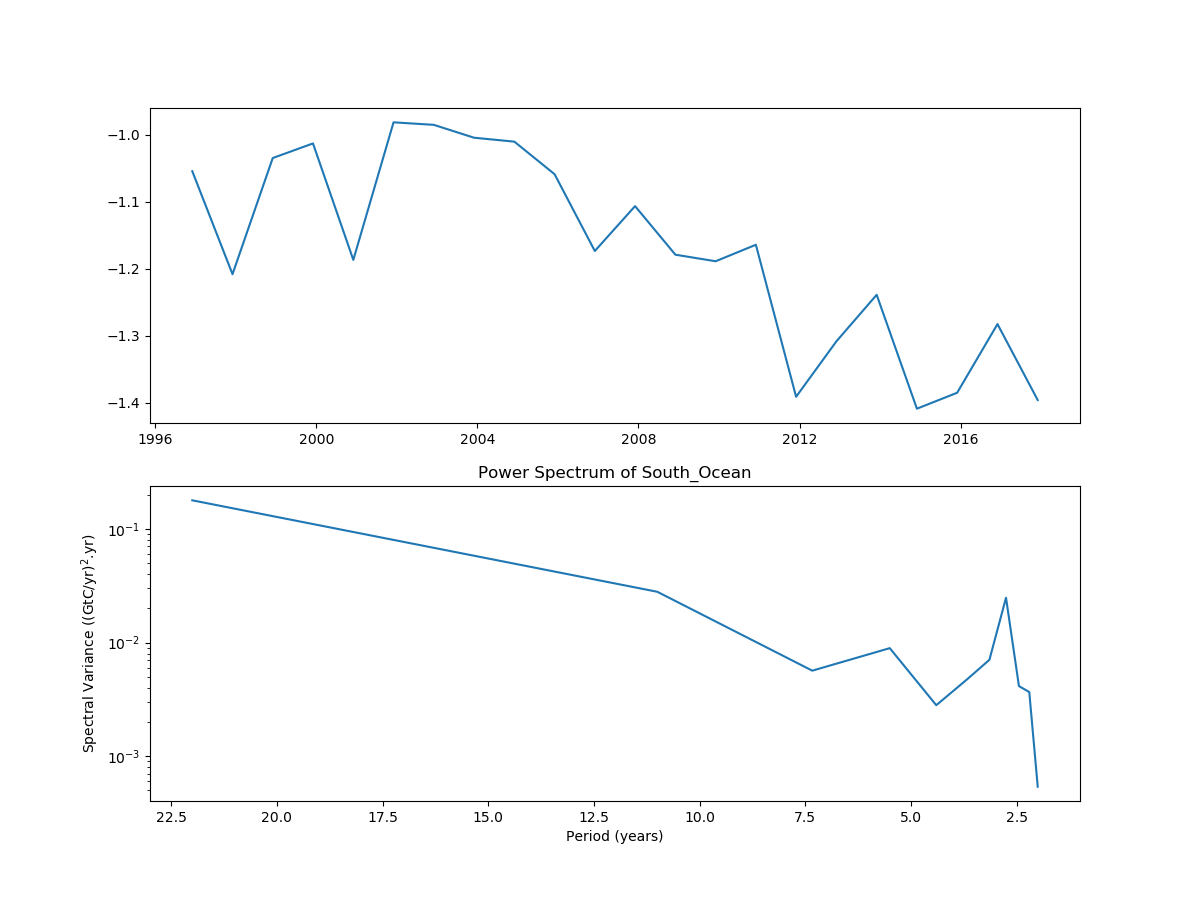 −1.0
−1.1
−1.2
−1.3
−1.4
1996 2000 2004 2008 2012 2016
Power Spectrum of South_Ocean
Spectral Variance ((GtC/yr)².yr)
10⁻¹
10⁻²
10⁻³
22.5 20.0 17.5 15.0 12.5 10.0 7.5 5.0 2.5
Period (years)